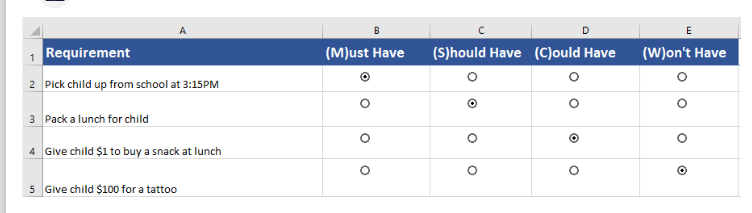 A B C D E
1 Requirement (M)ust Have (S)hould Have (C)ould Have (W)on't Have
2 Pick child up from school at 3:15PM
3 Pack a lunch for child
4 Give child $1 to buy a snack at lunch
5 Give child $100 for a tattoo